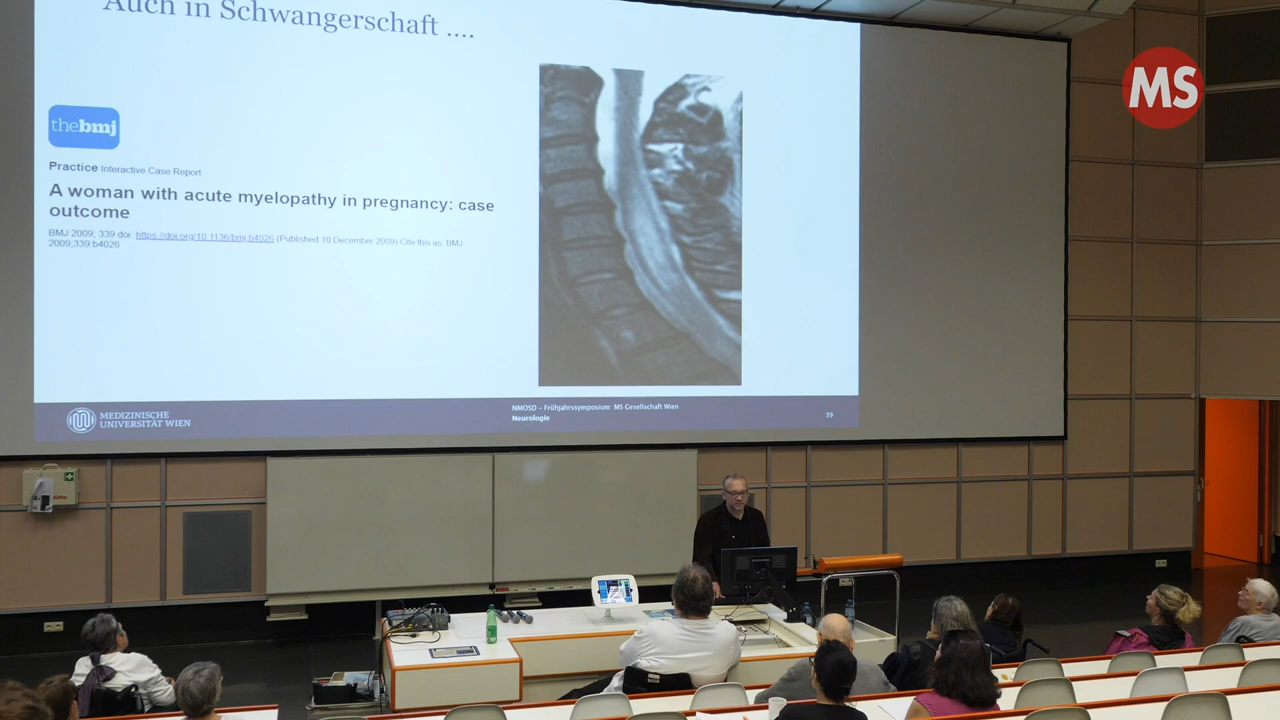 Auch in Schwangerschaft ....
MS
thebmj
Practice Interactive Case Report
A woman with acute myelopathy in pregnancy: case
outcome
BMJ 2009; 339 doi: https://doi.org/10.1136/bmj.b4026 (Published 10 December 2009) Cite this as: BMJ
2009;339:b4026
MEDIZINISCHE
UNIVERSITÄT WIEN
NMOSD – Frühjahrssymposium: MS Gesellschaft Wien
Neurologie
39